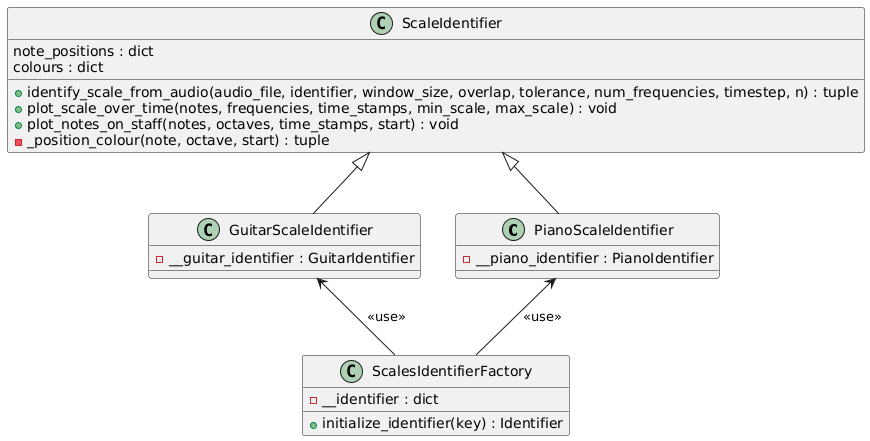 C ScaleIdentifier
note_positions : dict
colours : dict
identify_scale_from_audio(audio_file, identifier, window_size, overlap, tolerance, num_frequencies, timestep, n) : tuple
plot_scale_over_time(notes, frequencies, time_stamps, min_scale, max_scale) : void
plot_notes_on_staff(notes, octaves, time_stamps, start) : void
_position_colour(note, octave, start) : tuple
C GuitarScaleIdentifier
__guitar_identifier : GuitarIdentifier
C PianoScaleIdentifier
__piano_identifier : PianoIdentifier
«use»
«use»
C ScalesIdentifierFactory
__identifier : dict
initialize_identifier(key) : Identifier